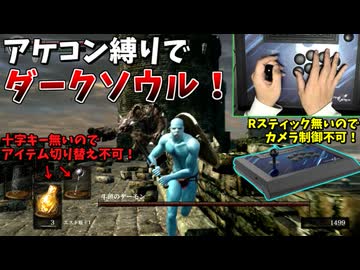 アケコン縛りで
ダークソウル！
Rスティック無いので
カメラ制御不可！
十字キー無いので
アイテム切り替え不可！
3
牛頭のデーモン
1499